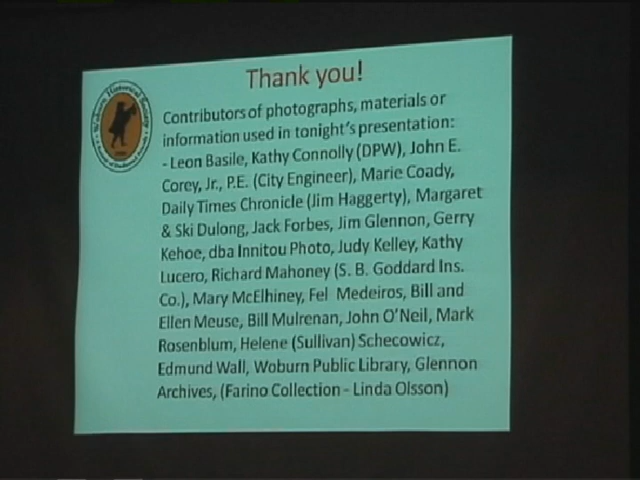 Thank you!
Woburn Historical Society
Contributors of photographs, materials or
information used in tonight's presentation:
- Leon Basile, Kathy Connolly (DPW), John E.
Corey, Jr., P.E. (City Engineer), Marie Coady,
Daily Times Chronicle (Jim Haggerty), Margaret
& Ski Dulong, Jack Forbes, Jim Glennon, Gerry
Kehoe, dba Innitou Photo, Judy Kelley, Kathy
Lucero, Richard Mahoney (S. B. Goddard Ins.
Co.), Mary McElhiney, Fel Medeiros, Bill and
Ellen Meuse, Bill Mulrenan, John O'Neil, Mark
Rosenblum, Helene (Sullivan) Schecowicz,
Edmund Wall, Woburn Public Library, Glennon
Archives, (Farino Collection - Linda Olsson)